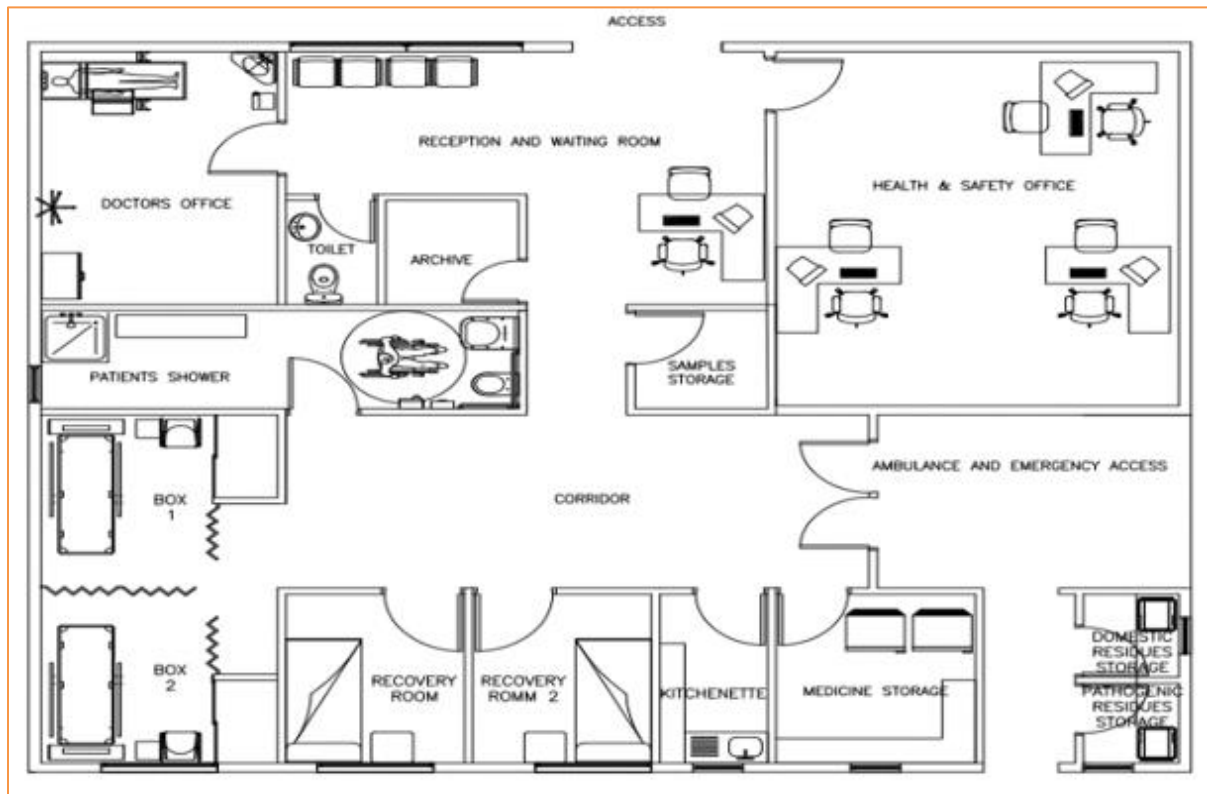 ACCESS
RECEPTION AND WAITING ROOM
HEALTH & SAFETY OFFICE
DOCTORS OFFICE
TOILET
ARCHIVE
PATIENTS SHOWER
SAMPLES
STORAGE
AMBULANCE AND EMERGENCY ACCESS
BOX
1
CORRIDOR
BOX
2
RECOVERY
ROOM
RECOVERY
ROMM 2
KITCHENETTE
MEDICINE STORAGE
DOMESTIC
RESIDUES
STORAGE
PATHOGENIC
RESIDUES
STORAGE